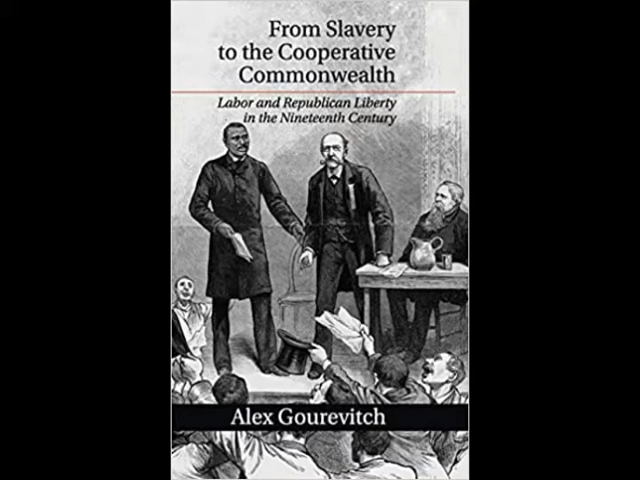 From Slavery
to the Cooperative
Commonwealth
Labor and Republican Liberty
in the Nineteenth Century
Alex Gourevitch